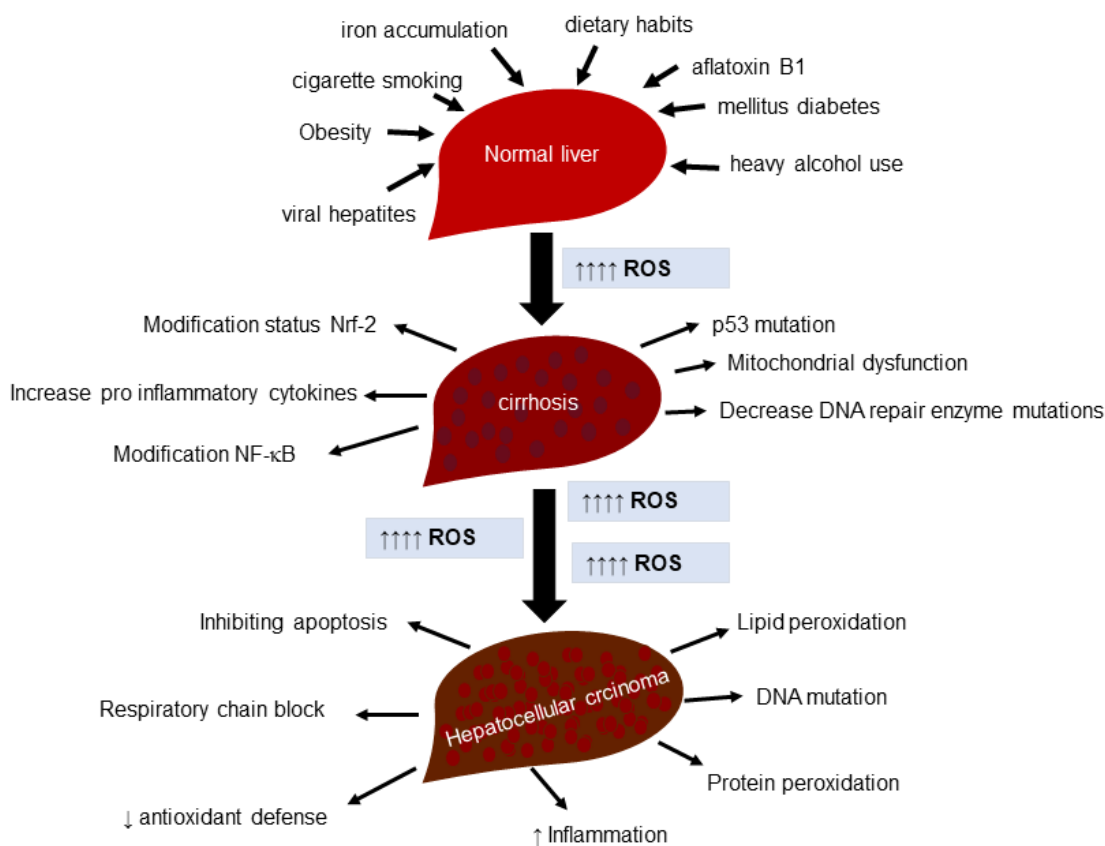 iron accumulation
dietary habits
cigarette smoking
aflatoxin B1
mellitus diabetes
Obesity
Normal liver
heavy alcohol use
viral hepatites
↑↑↑↑ ROS
Modification status Nrf-2
p53 mutation
Mitochondrial dysfunction
Increase pro inflammatory cytokines
cirrhosis
Decrease DNA repair enzyme mutations
Modification NF-κB
↑↑↑↑ ROS
↑↑↑↑ ROS
↑↑↑↑ ROS
Inhibiting apoptosis
Lipid peroxidation
Respiratory chain block
Hepatocellular crcinoma
DNA mutation
Protein peroxidation
↓ antioxidant defense
↑ Inflammation